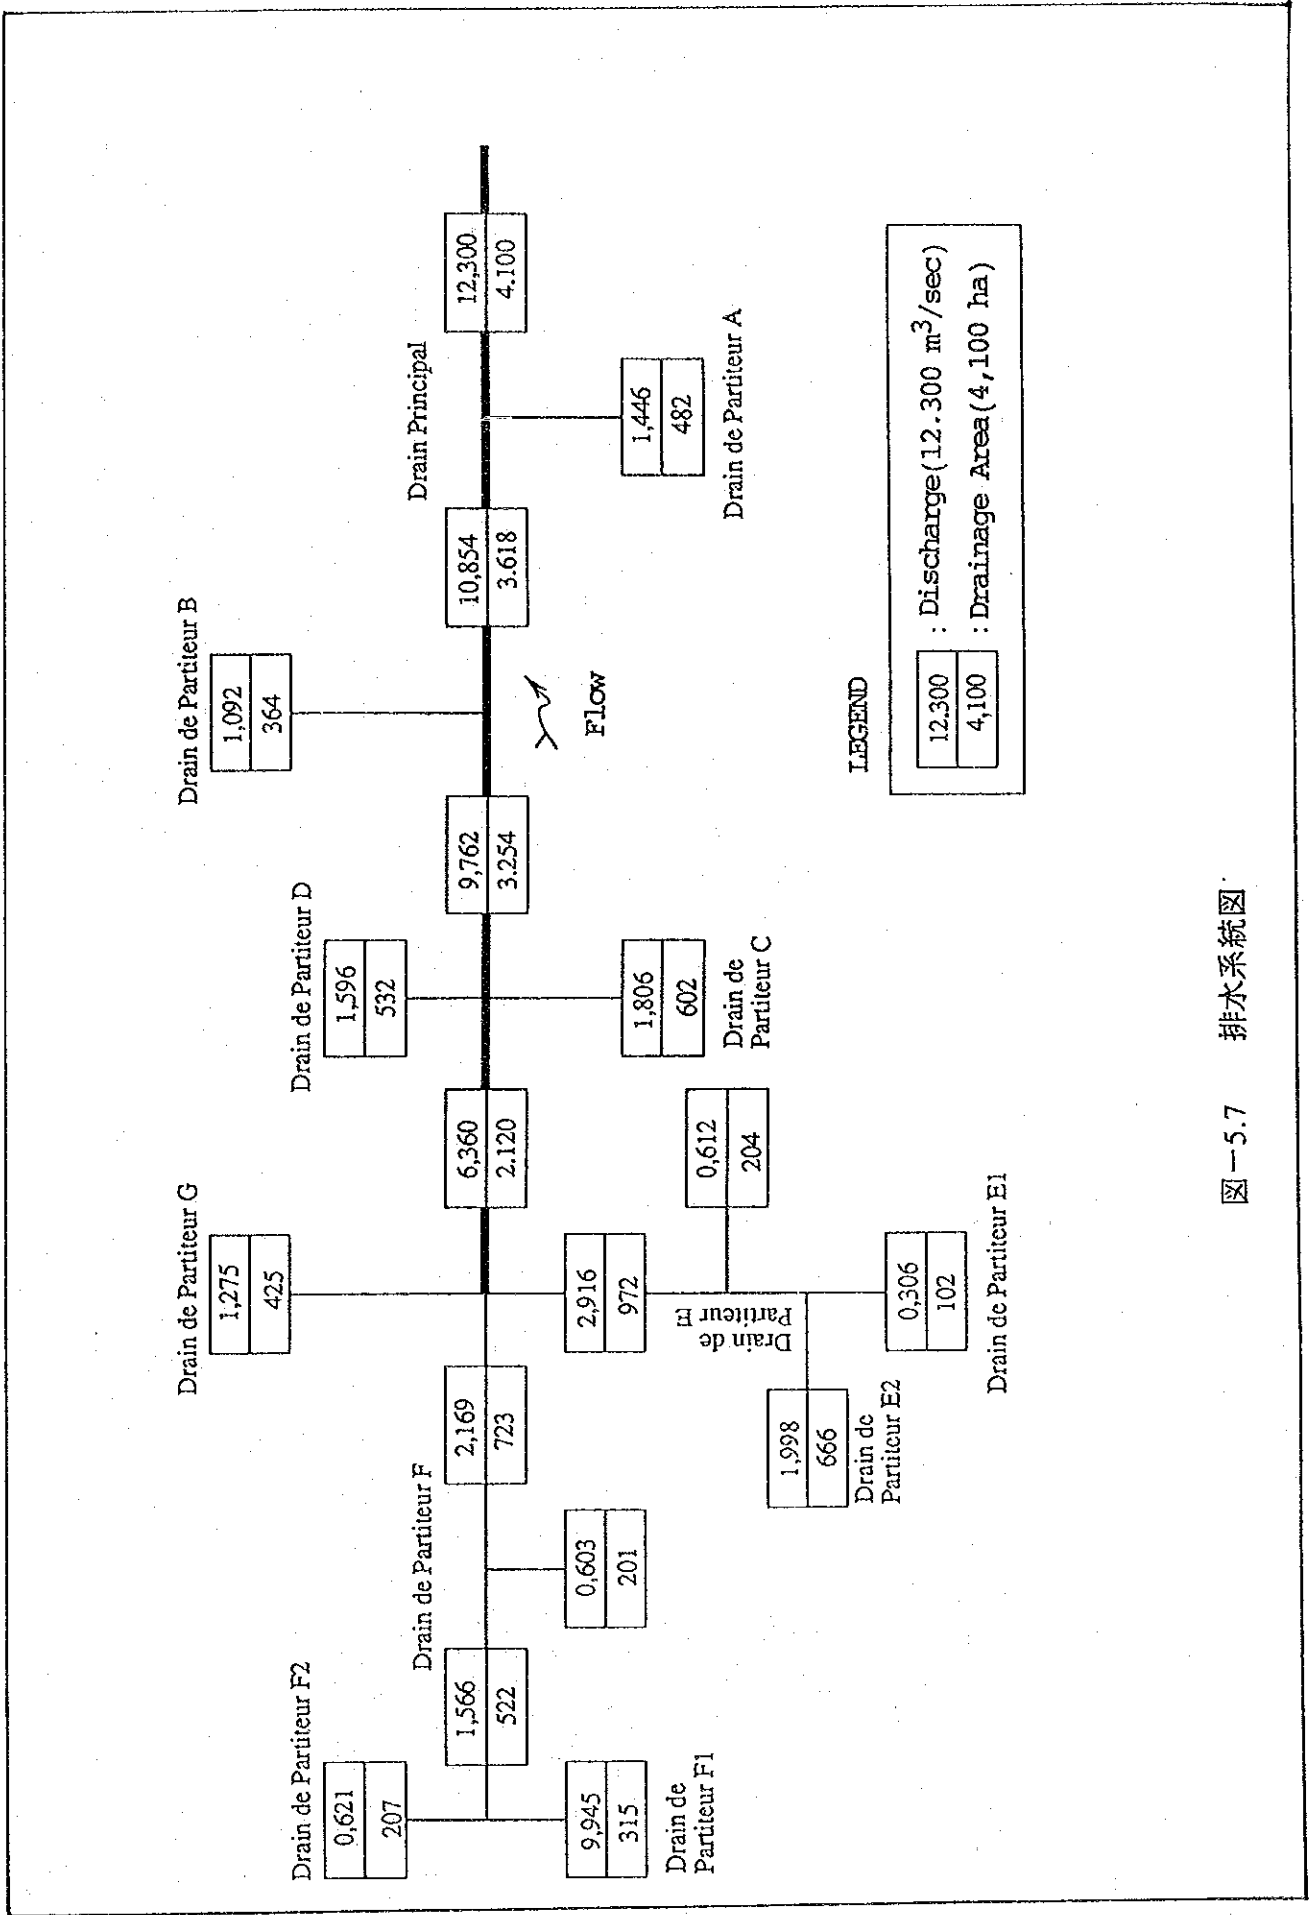 Drain de Partiteur F2
0,621
207
9,945
315
Drain de
Partiteur F1
Drain de Partiteur F
1,566
522
0,603
201
2,169
723
Drain de Partiteur G
1,275
425
2,916
972
Drain de
Partiteur E
0,612
204
1,998
666
Drain de
Partiteur E2
0,306
102
Drain de Partiteur E1
6,360
2.120
Drain de Partiteur D
1,596
532
1,806
602
Drain de
Partiteur C
9,762
3.254
Drain de Partiteur B
1,092
364
Flow
10,854
3.618
Drain Principal
1,446
482
Drain de Partiteur A
12,300
4.100
LEGEND
12.300 : Discharge(12.300 m³/sec)
4,100 : Drainage Area(4,100 ha)
図－5.7 排水系統図